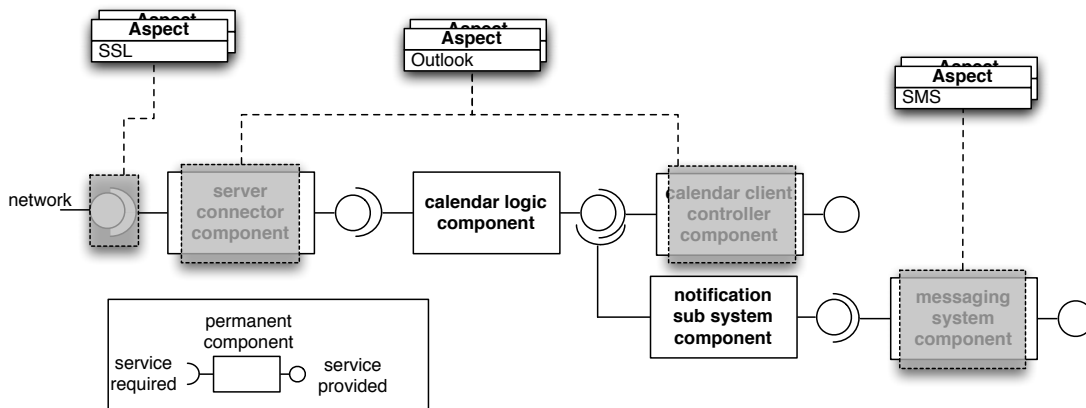 Aspect
Aspect
SSL
Aspect
Aspect
Outlook
Aspect
Aspect
SMS
network
server
connector
component
calendar logic
component
calendar client
controller
component
notification
sub system
component
messaging
system
component
permanent
component
service
required
service
provided